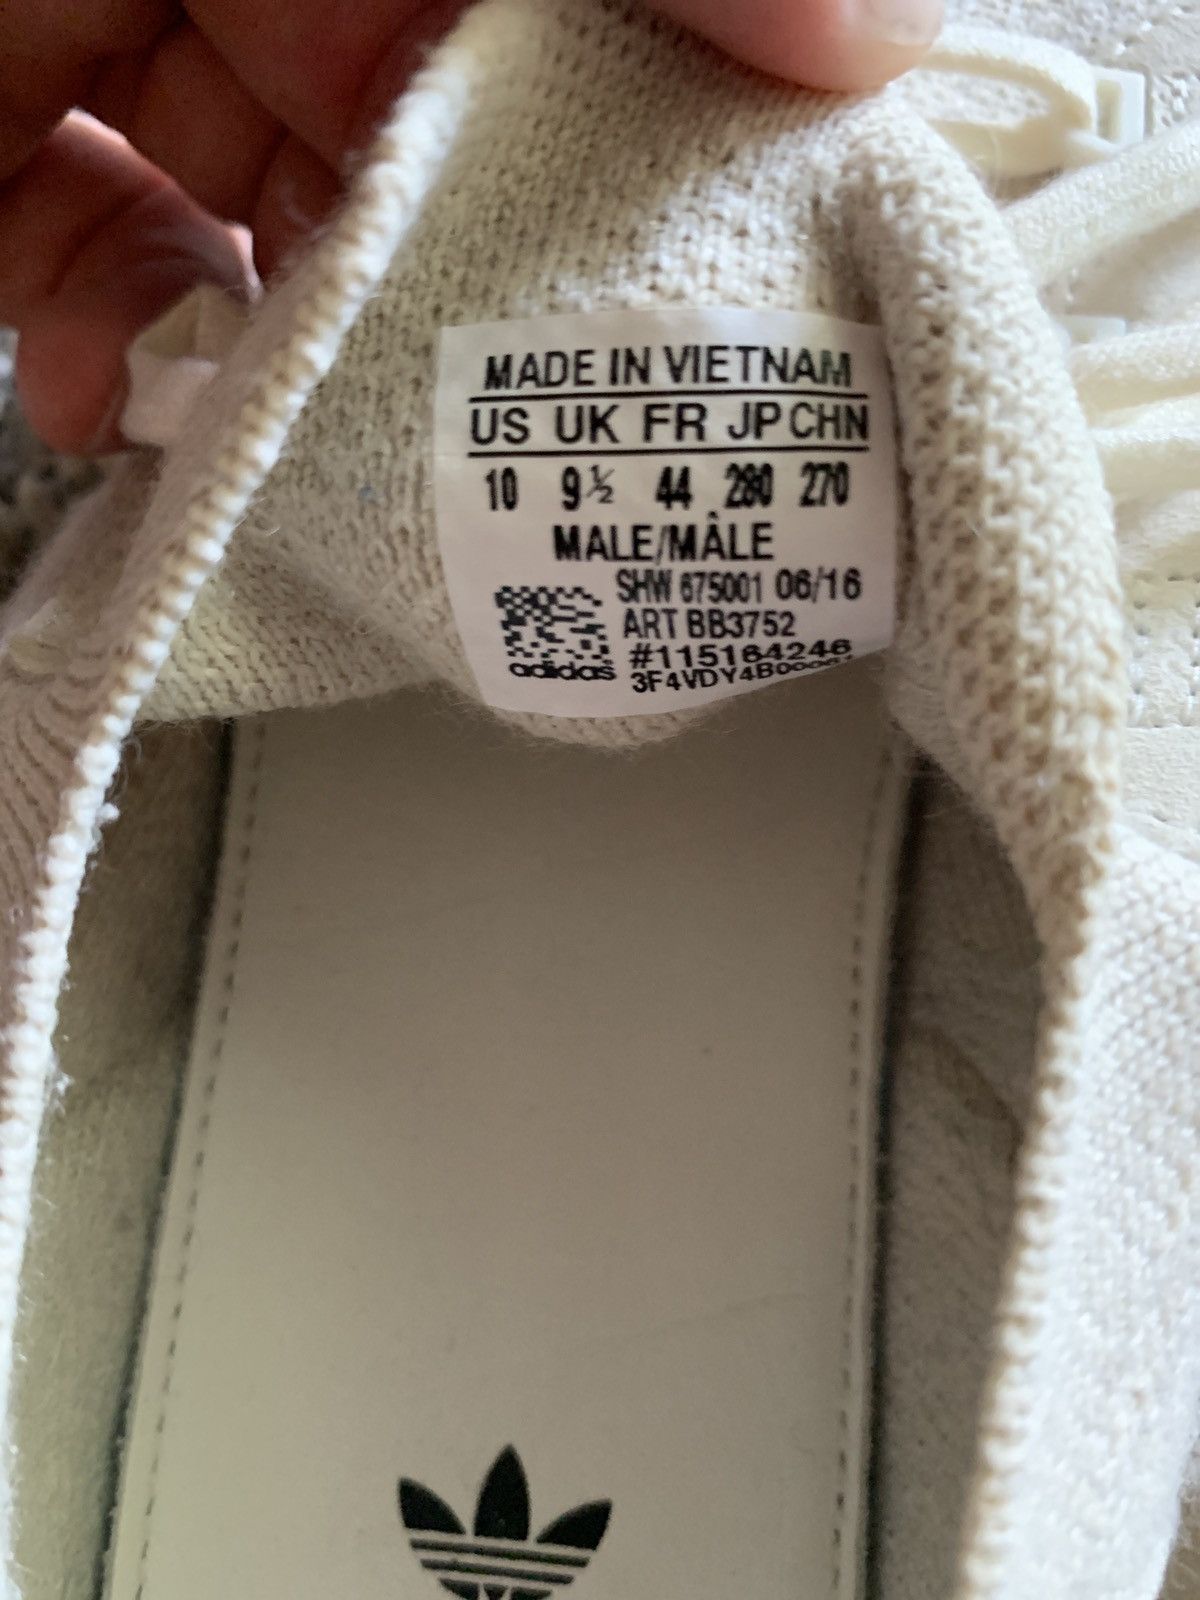 MADE IN VIETNAM
US UK FR JP CHN
10 9½ 44 280 270
MALE/MÂLE
SHW 675001 06/16
ART BB3752
#115164246
adidas